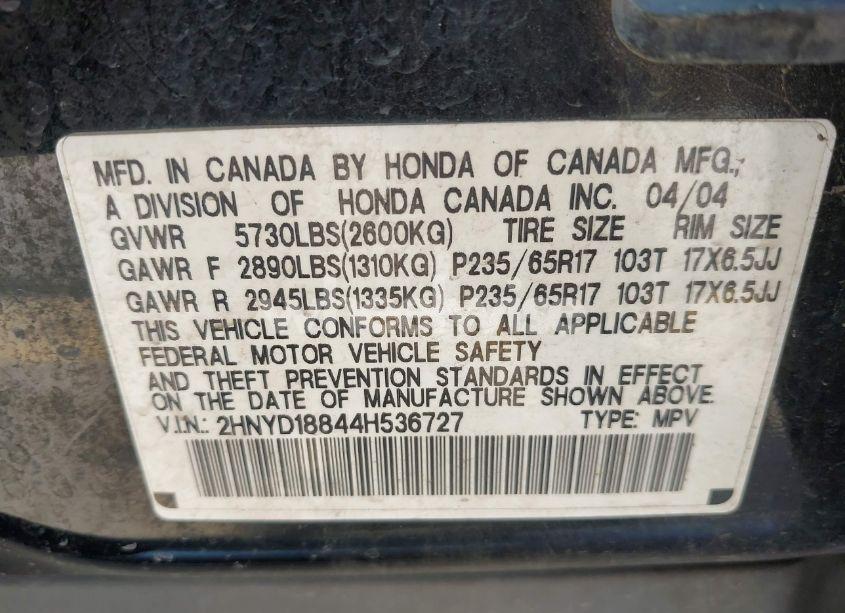 MFD. IN CANADA BY HONDA OF CANADA MFG.,
A DIVISION OF HONDA CANADA INC. 04/04
GVWR 5730LBS(2600KG) TIRE SIZE RIM SIZE
GAWR F 2890LBS(1310KG) P235/65R17 103T 17X6.5JJ
GAWR R 2945LBS(1335KG) P235/65R17 103T 17X6.5JJ
THIS VEHICLE CONFORMS TO ALL APPLICABLE
FEDERAL MOTOR VEHICLE SAFETY
AND THEFT PREVENTION STANDARDS IN EFFECT
ON THE DATE OF MANUFACTURE SHOWN ABOVE.
V.I.N.: 2HNYD18844H536727 TYPE: MPV